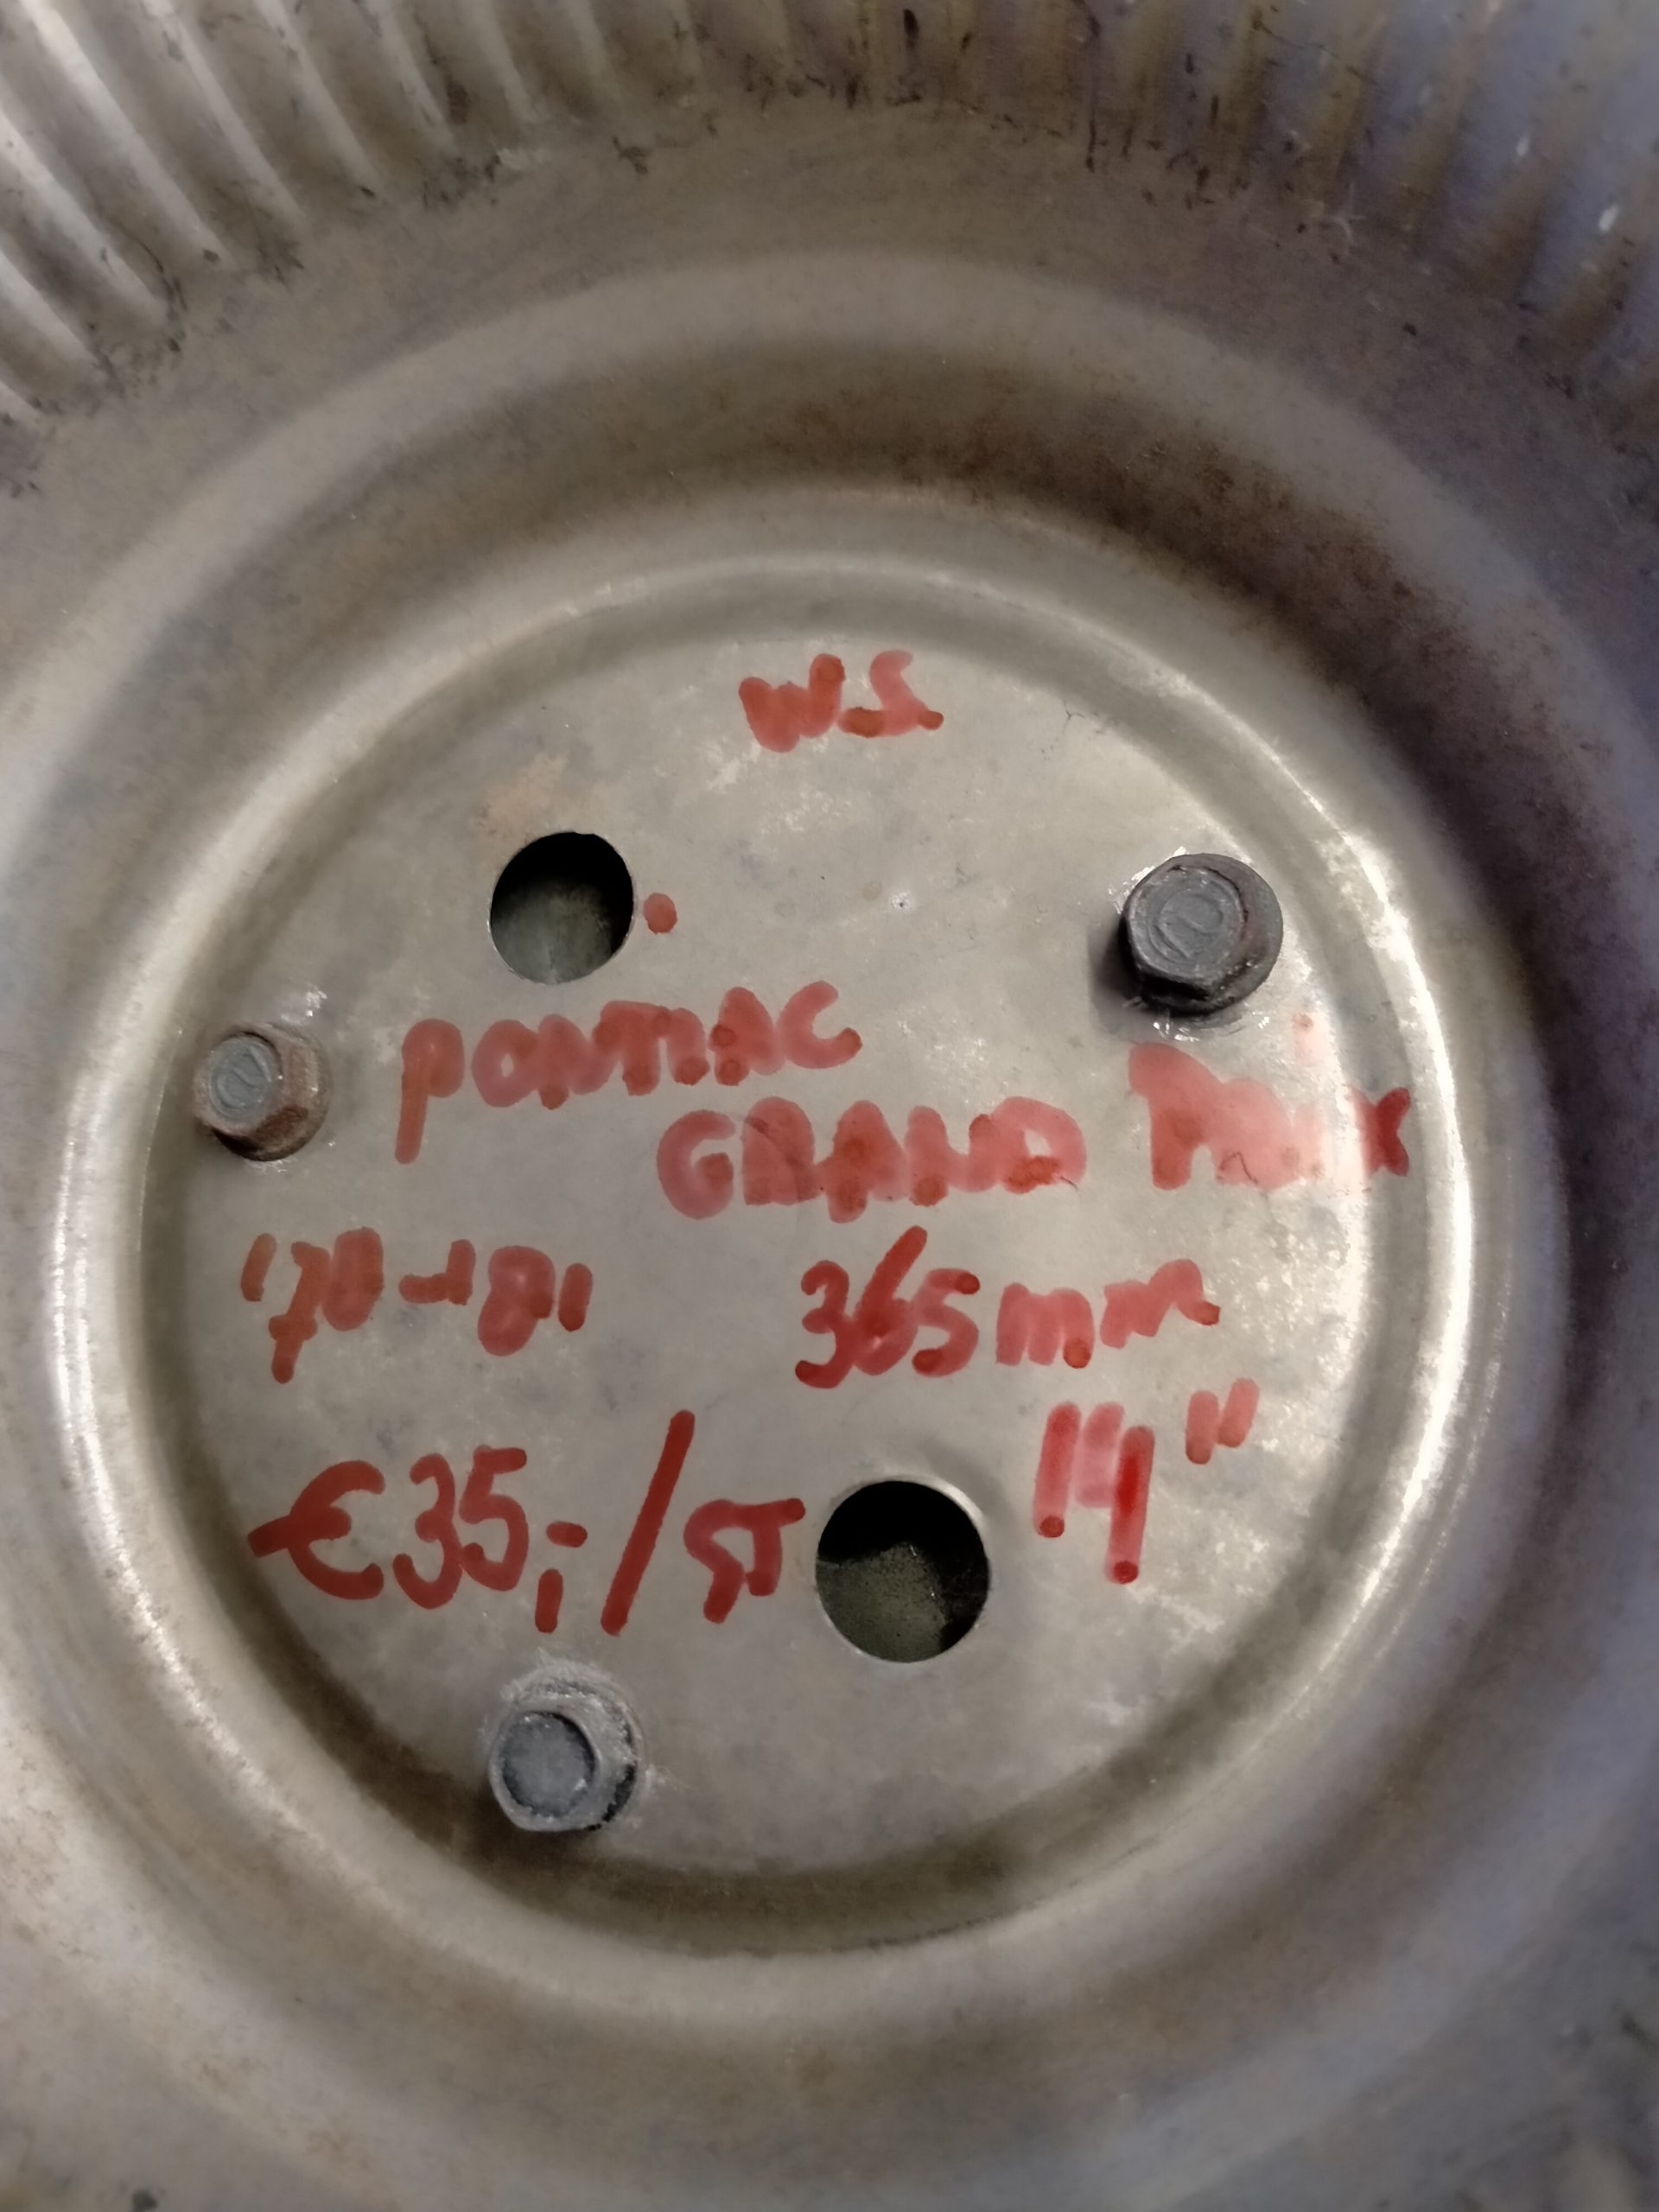 W.S.
PONTIAC
GRAND Prix
'78-'81
365mm
14"
€35,-/ST